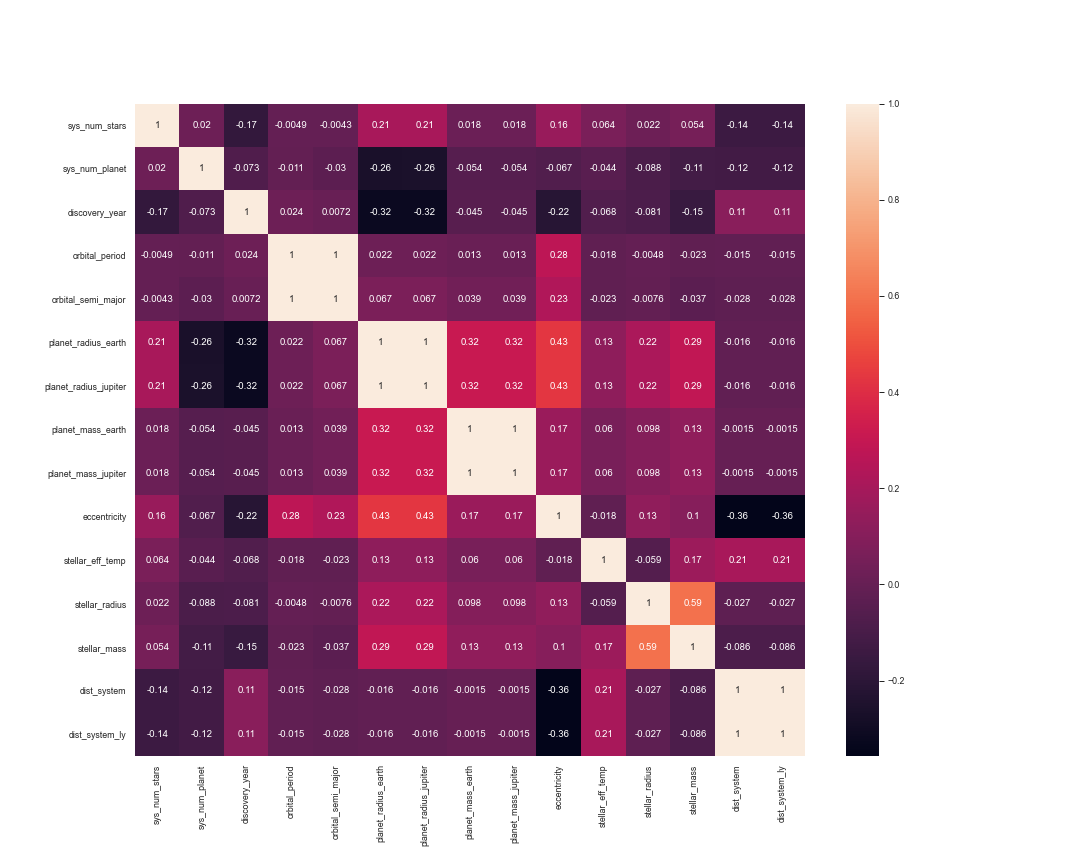 sys_num_stars 1 0.02 -0.17 -0.0049 -0.0043 0.21 0.21 0.018 0.018 0.16 0.064 0.022 0.054 -0.14 -0.14
sys_num_planet 0.02 1 -0.073 -0.011 -0.03 -0.26 -0.26 -0.054 -0.054 -0.067 -0.044 -0.088 -0.11 -0.12 -0.12
discovery_year -0.17 -0.073 1 0.024 0.0072 -0.32 -0.32 -0.045 -0.045 -0.22 -0.068 -0.081 -0.15 0.11 0.11
orbital_period -0.0049 -0.011 0.024 1 1 0.022 0.022 0.013 0.013 0.28 -0.018 -0.0048 -0.023 -0.015 -0.015
orbital_semi_major -0.0043 -0.03 0.0072 1 1 0.067 0.067 0.039 0.039 0.23 -0.023 -0.0076 -0.037 -0.028 -0.028
planet_radius_earth 0.21 -0.26 -0.32 0.022 0.067 1 1 0.32 0.32 0.43 0.13 0.22 0.29 -0.016 -0.016
planet_radius_jupiter 0.21 -0.26 -0.32 0.022 0.067 1 1 0.32 0.32 0.43 0.13 0.22 0.29 -0.016 -0.016
planet_mass_earth 0.018 -0.054 -0.045 0.013 0.039 0.32 0.32 1 1 0.17 0.06 0.098 0.13 -0.0015 -0.0015
planet_mass_jupiter 0.018 -0.054 -0.045 0.013 0.039 0.32 0.32 1 1 0.17 0.06 0.098 0.13 -0.0015 -0.0015
eccentricity 0.16 -0.067 -0.22 0.28 0.23 0.43 0.43 0.17 0.17 1 -0.018 0.13 0.1 -0.36 -0.36
stellar_eff_temp 0.064 -0.044 -0.068 -0.018 -0.023 0.13 0.13 0.06 0.06 -0.018 1 -0.059 0.17 0.21 0.21
stellar_radius 0.022 -0.088 -0.081 -0.0048 -0.0076 0.22 0.22 0.098 0.098 0.13 -0.059 1 0.59 -0.027 -0.027
stellar_mass 0.054 -0.11 -0.15 -0.023 -0.037 0.29 0.29 0.13 0.13 0.1 0.17 0.59 1 -0.086 -0.086
dist_system -0.14 -0.12 0.11 -0.015 -0.028 -0.016 -0.016 -0.0015 -0.0015 -0.36 0.21 -0.027 -0.086 1 1
dist_system_ly -0.14 -0.12 0.11 -0.015 -0.028 -0.016 -0.016 -0.0015 -0.0015 -0.36 0.21 -0.027 -0.086 1 1
sys_num_stars
sys_num_planet
discovery_year
orbital_period
orbital_semi_major
planet_radius_earth
planet_radius_jupiter
planet_mass_earth
planet_mass_jupiter
eccentricity
stellar_eff_temp
stellar_radius
stellar_mass
dist_system
dist_system_ly
1.0
0.8
0.6
0.4
0.2
0.0
−0.2